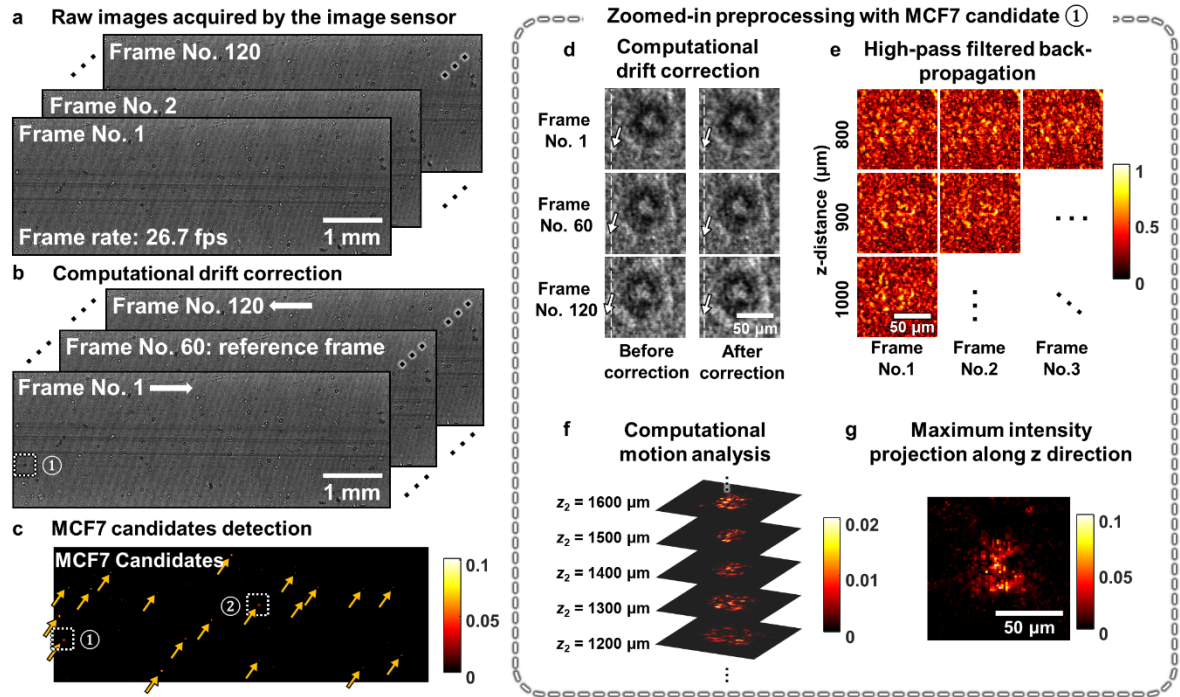 a Raw images acquired by the image sensor
Frame No. 120
Frame No. 2
Frame No. 1
Frame rate: 26.7 fps
1 mm
b Computational drift correction
Frame No. 120
Frame No. 60: reference frame
Frame No. 1
①
1 mm
c MCF7 candidates detection
MCF7 Candidates
①
②
0.1
0.05
0
Zoomed-in preprocessing with MCF7 candidate ①
d Computational
drift correction
Frame
No. 1
Frame
No. 60
Frame
No. 120
50 μm
Before
correction
After
correction
e High-pass filtered back-
propagation
z-distance (μm)
800
900
1000
50 μm
Frame
No.1
Frame
No.2
Frame
No.3
1
0.5
0
f Computational
motion analysis
z2 = 1600 μm
z2 = 1500 μm
z2 = 1400 μm
z2 = 1300 μm
z2 = 1200 μm
0.02
0.01
0
g Maximum intensity
projection along z direction
50 μm
0.1
0.05
0